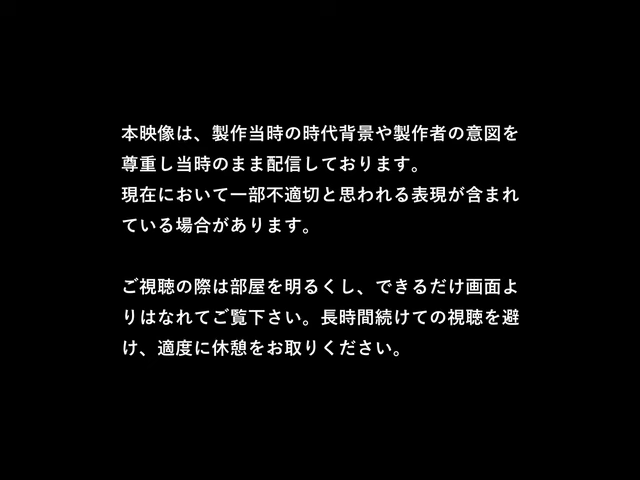 本映像は、製作当時の時代背景や製作者の意図を
尊重し当時のまま配信しております。
現在において一部不適切と思われる表現が含まれ
ている場合があります。
ご視聴の際は部屋を明るくし、できるだけ画面よ
りはなれてご覧下さい。長時間続けての視聴を避
け、適度に休憩をお取りください。